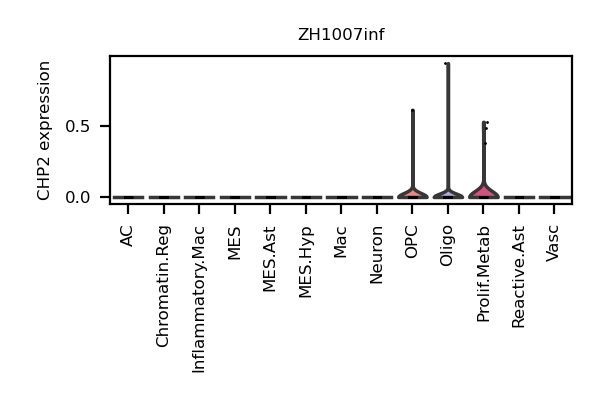 ZH1007inf
CHP2 expression
0.5
0.0
AC
Chromatin.Reg
Inflammatory.Mac
MES
MES.Ast
MES.Hyp
Mac
Neuron
OPC
Oligo
Prolif.Metab
Reactive.Ast
Vasc